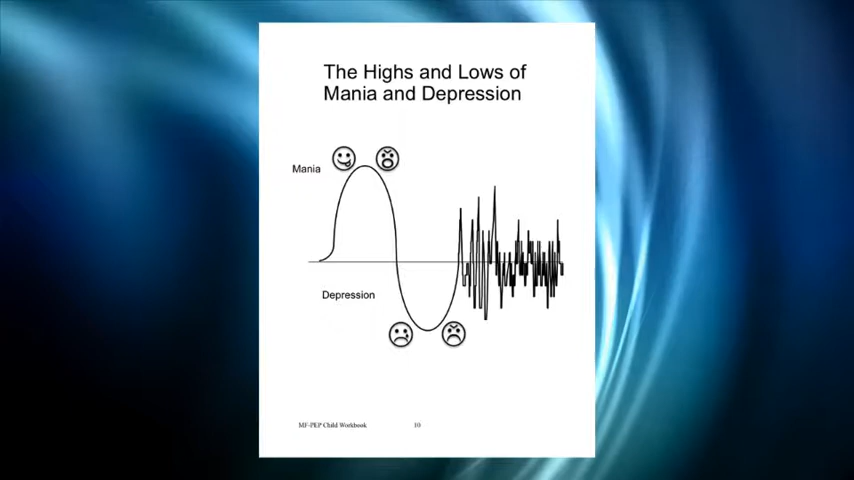 The Highs and Lows of
Mania and Depression
Mania
Depression
MF-PEP Child Workbook 10